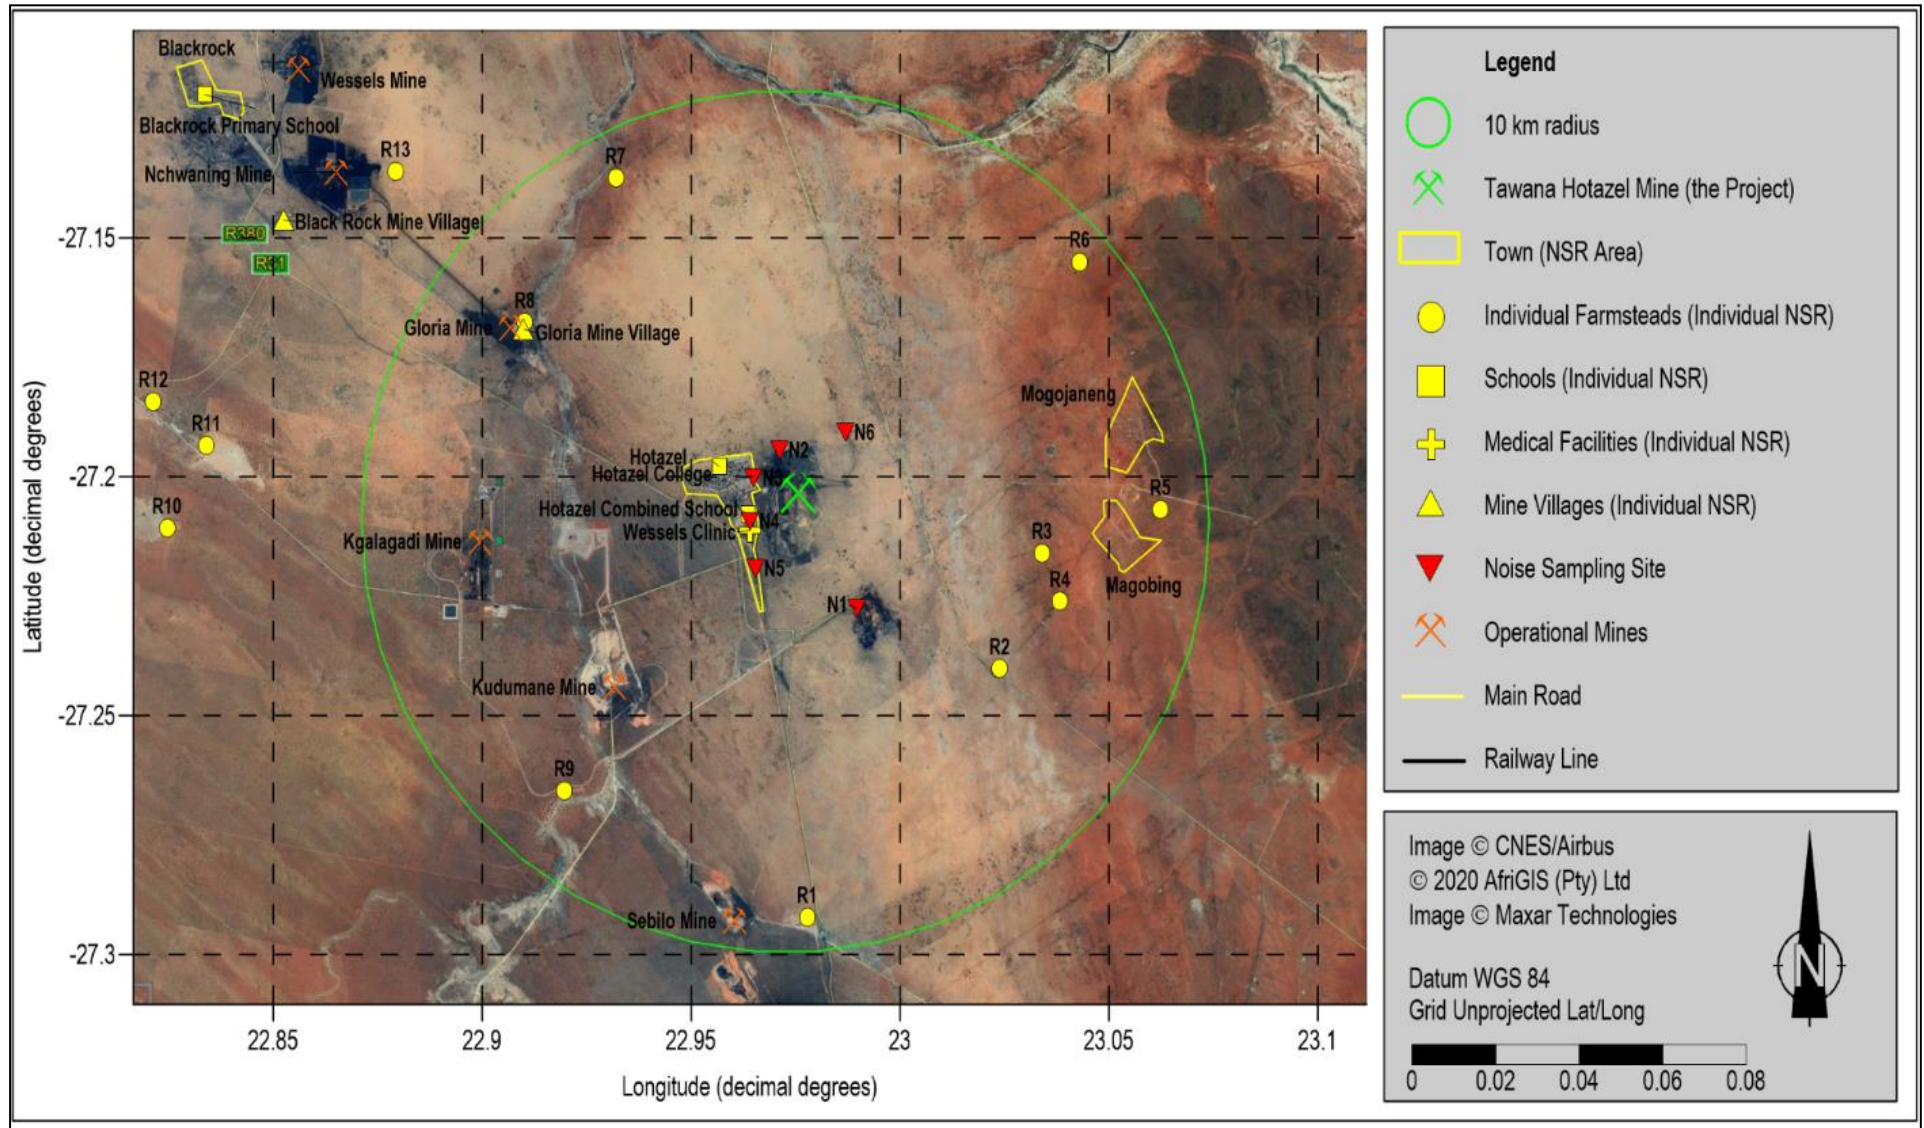 Blackrock
Wessels Mine
Blackrock Primary School
R13
Nchwaning Mine
R7
Black Rock Mine Village
R380
R31
R6
R8
Gloria Mine
Gloria Mine Village
R12
R11
R10
Mogojaneng
N6
N2
Hotazel
Hotazel College
N3
R5
Hotazel Combined School
N4
Wessels Clinic
Kgalagadi Mine
R3
N5
R4
Magobing
N1
R2
Kudumane Mine
R9
R1
Sebilo Mine
-27.15
-27.2
-27.25
-27.3
Latitude (decimal degrees)
22.85
22.9
22.95
23
23.05
23.1
Longitude (decimal degrees)
Legend
10 km radius
Tawana Hotazel Mine (the Project)
Town (NSR Area)
Individual Farmsteads (Individual NSR)
Schools (Individual NSR)
Medical Facilities (Individual NSR)
Mine Villages (Individual NSR)
Noise Sampling Site
Operational Mines
Main Road
Railway Line
Image © CNES/Airbus
© 2020 AfriGIS (Pty) Ltd
Image © Maxar Technologies
N
Datum WGS 84
Grid Unprojected Lat/Long
0 0.02 0.04 0.06 0.08